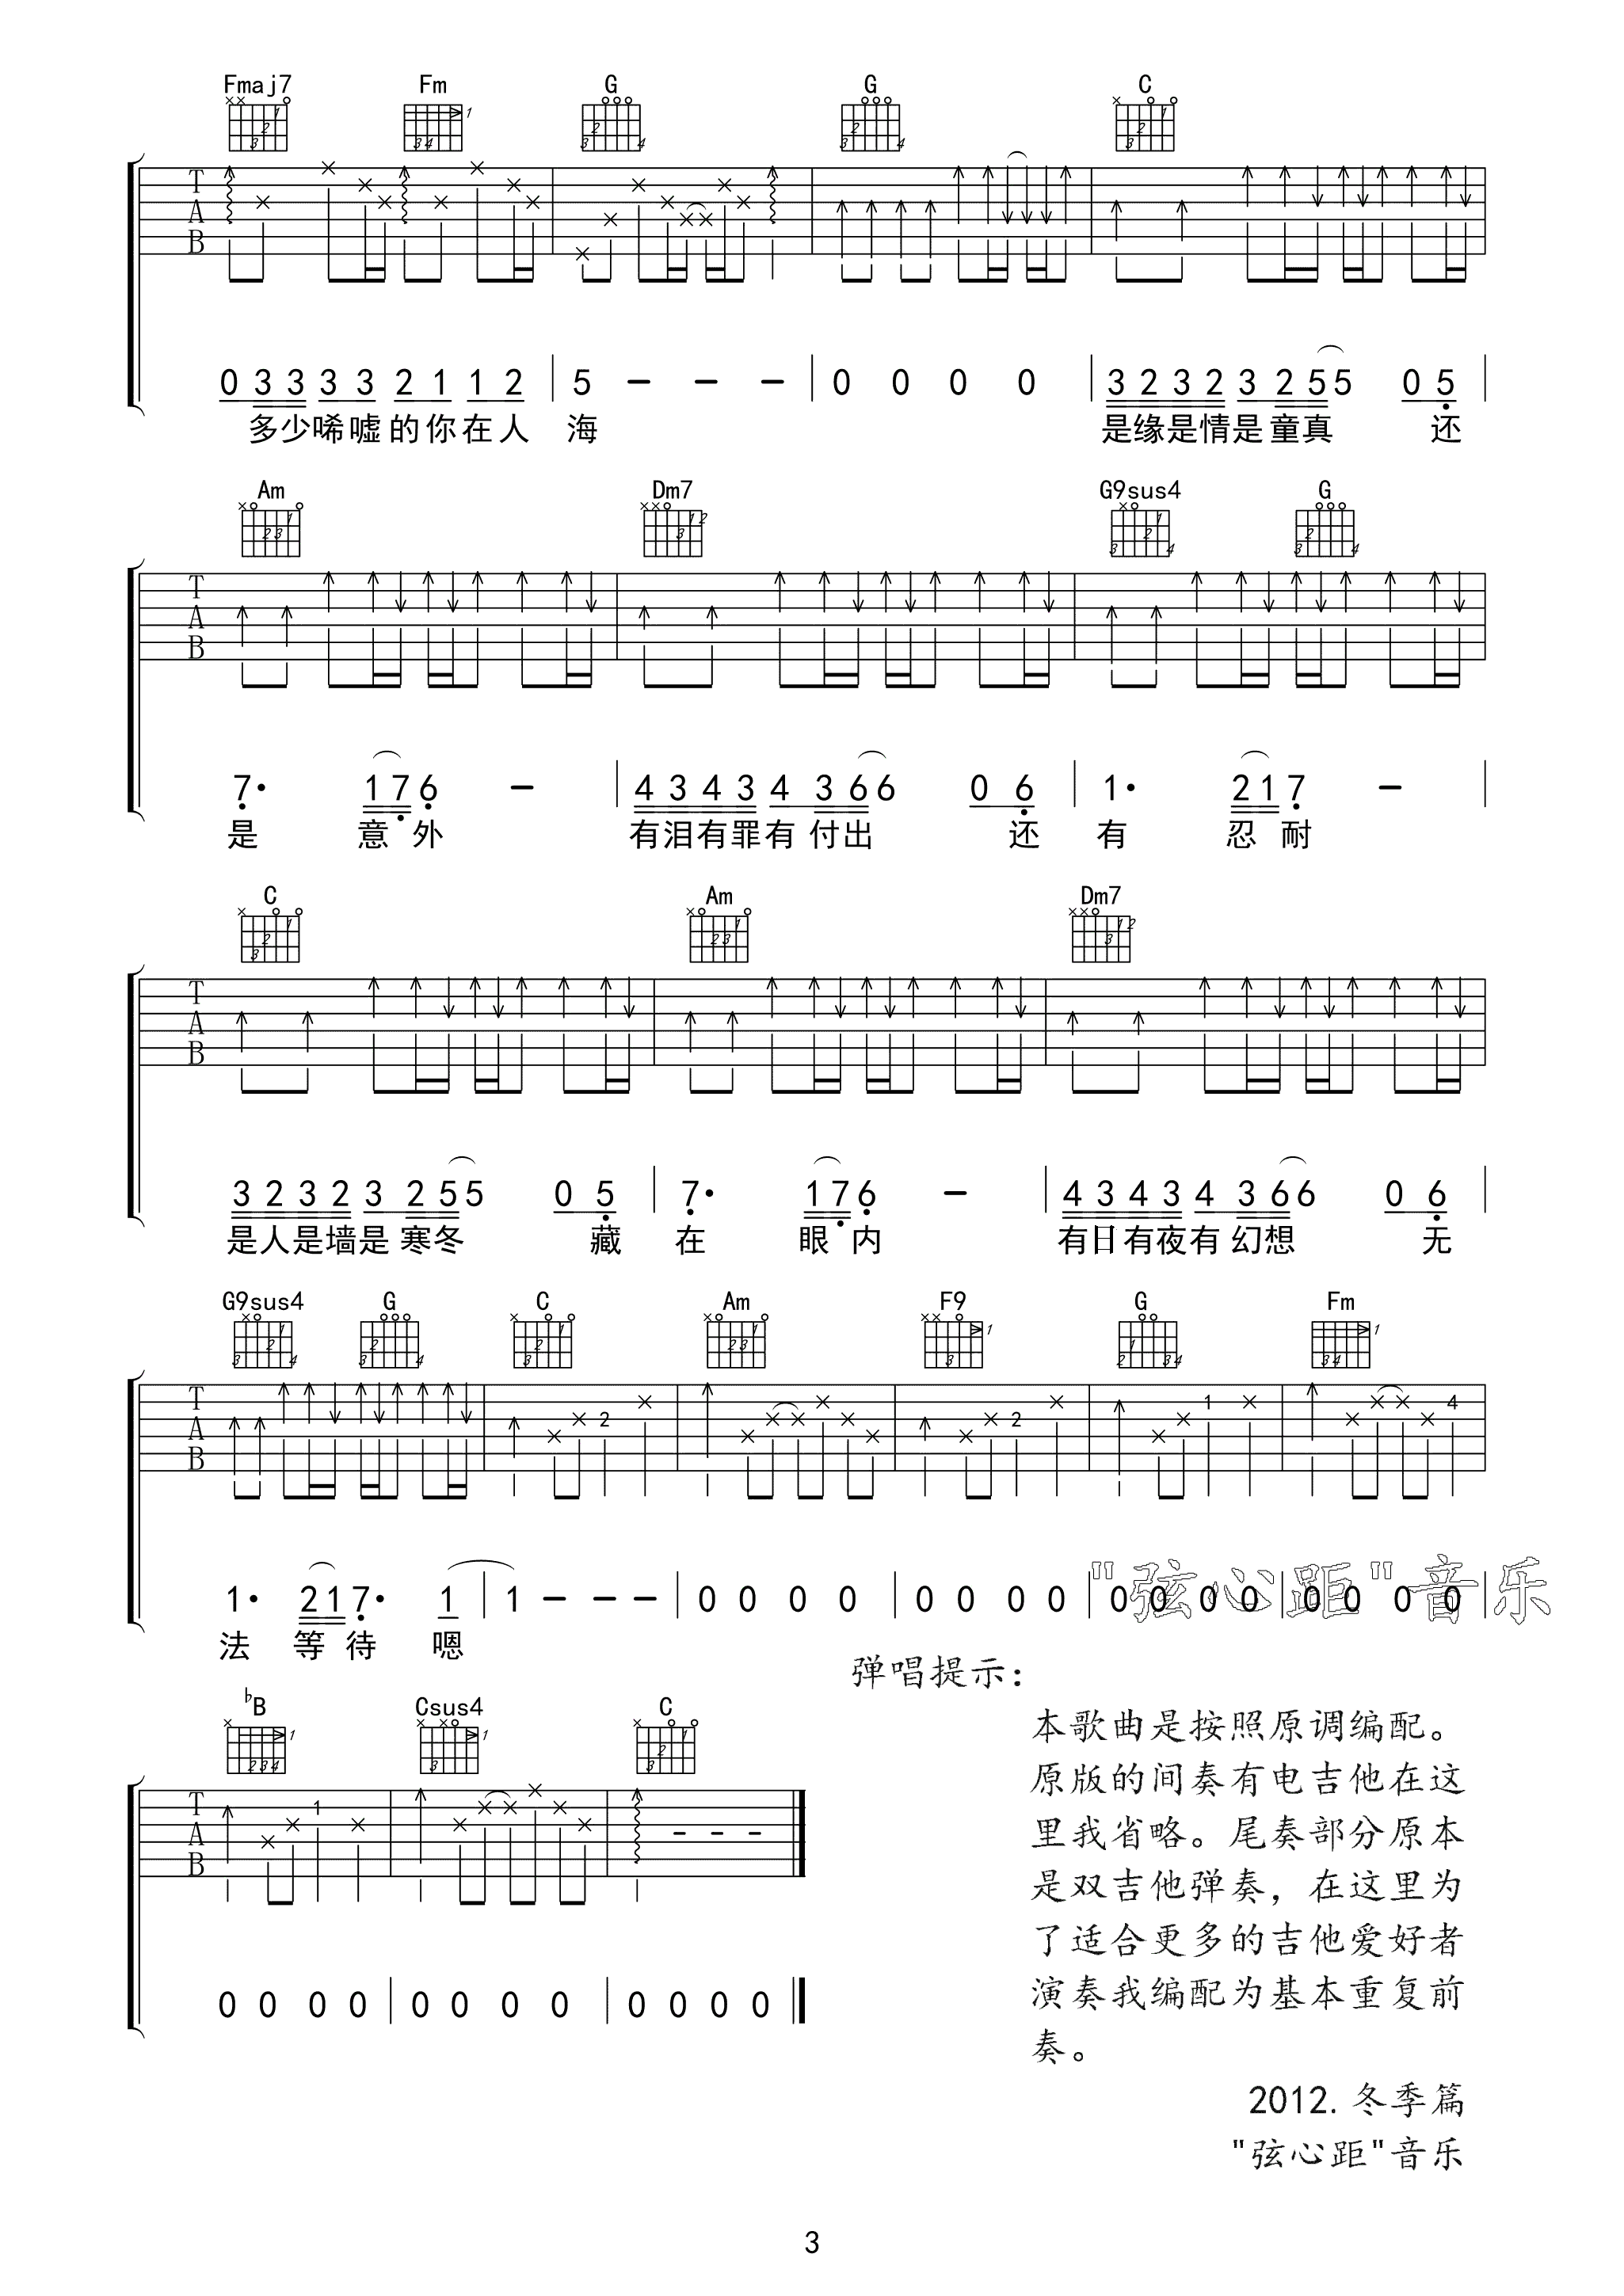 Fmaj7 Fm G G C
T A B
0 3 3 3 3 2 1 1 2 | 5 - - - | 0 0 0 0 | 3 2 3 2 3 2 5 5 0 5 |
多少唏嘘的你在人 海 是缘是情是童真 还
Am Dm7 G9sus4 G
T A B
7· 1 7 6 - | 4 3 4 3 4 3 6 6 0 6 | 1· 2 1 7 - |
是 意 外 有泪有罪有付出 还 有 忍 耐
C Am Dm7
T A B
3 2 3 2 3 2 5 5 0 5 | 7· 1 7 6 - | 4 3 4 3 4 3 6 6 0 6 |
是人是墙是寒冬 藏 在 眼 内 有日有夜有幻想 无
G9sus4 G C Am F9 G Fm
T A B 2 2 1 4
1· 2 1 7· 1 | 1 - - - | 0 0 0 0 | 0 0 0 0 | 0 0 0 0 | 0 0 0 0 |
"弦心距"音乐
法 等 待 嗯
弹唱提示：
本歌曲是按照原调编配。
原版的间奏有电吉他在这
里我省略。尾奏部分原本
是双吉他弹奏，在这里为
了适合更多的吉他爱好者
演奏我编配为基本重复前
奏。
2012.冬季篇
"弦心距"音乐
♭B Csus4 C
T A B 1 - - -
0 0 0 0 | 0 0 0 0 | 0 0 0 0
3